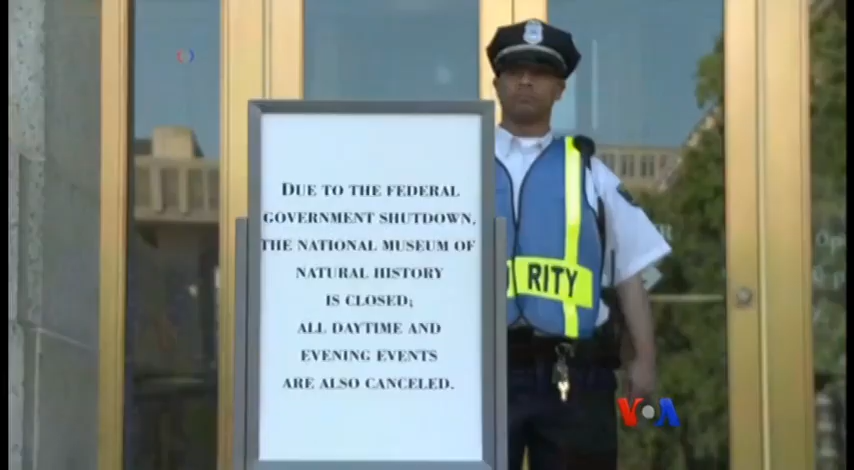 DUE TO THE FEDERAL
GOVERNMENT SHUTDOWN,
THE NATIONAL MUSEUM OF
NATURAL HISTORY
IS CLOSED;
ALL DAYTIME AND
EVENING EVENTS
ARE ALSO CANCELED.
RITY
VOA